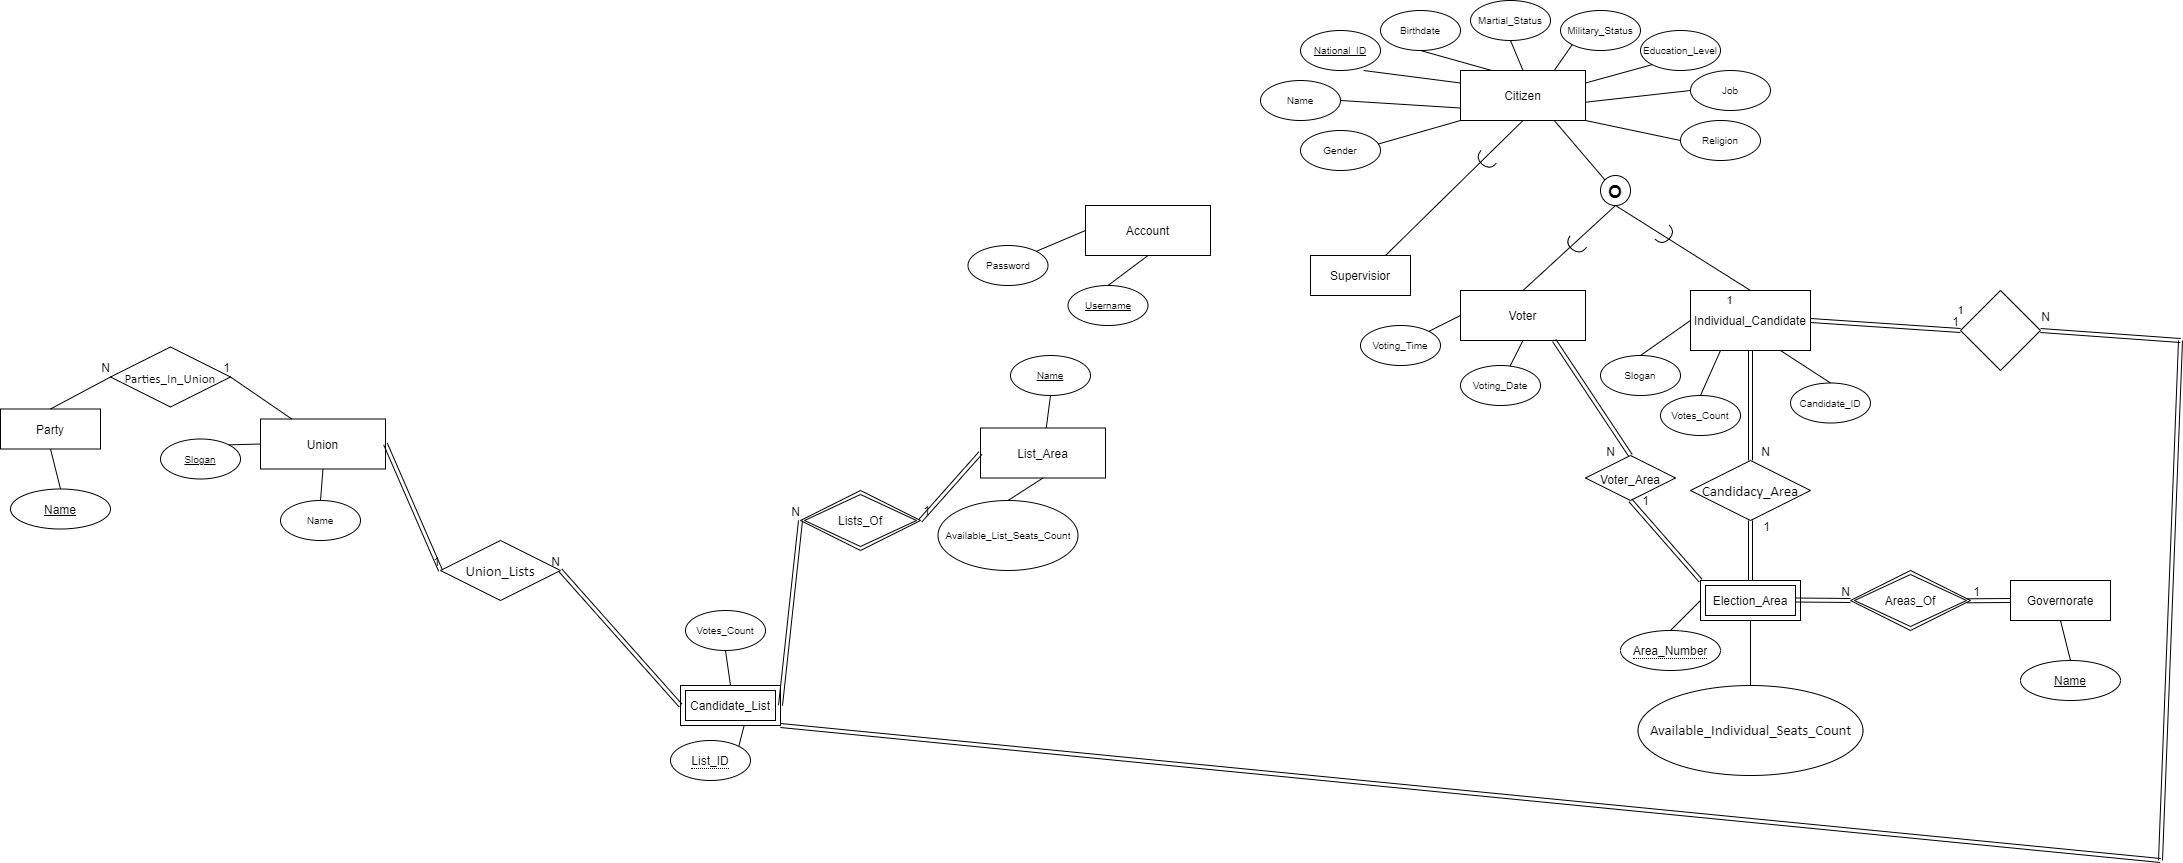 Martial_Status
Birthdate
Military_Status
National_ID
Education_Level
Job
Citizen
Name
Religion
Gender
O
Account
Password
Supervisior
Username
1
Voter
Individual_Candidate
1
1
N
Voting_Time
N
1
Parties_In_Union
Name
Slogan
Voting_Date
Candidate_ID
Votes_Count
Party
Union
Slogan
List_Area
N
N
Voter_Area
Candidacy_Area
1
Name
Name
N
1
Lists_Of
Available_List_Seats_Count
1
1
N
Union_Lists
N
1
Election_Area
Areas_Of
Governorate
Votes_Count
Area_Number
Name
Candidate_List
Available_Individual_Seats_Count
List_ID